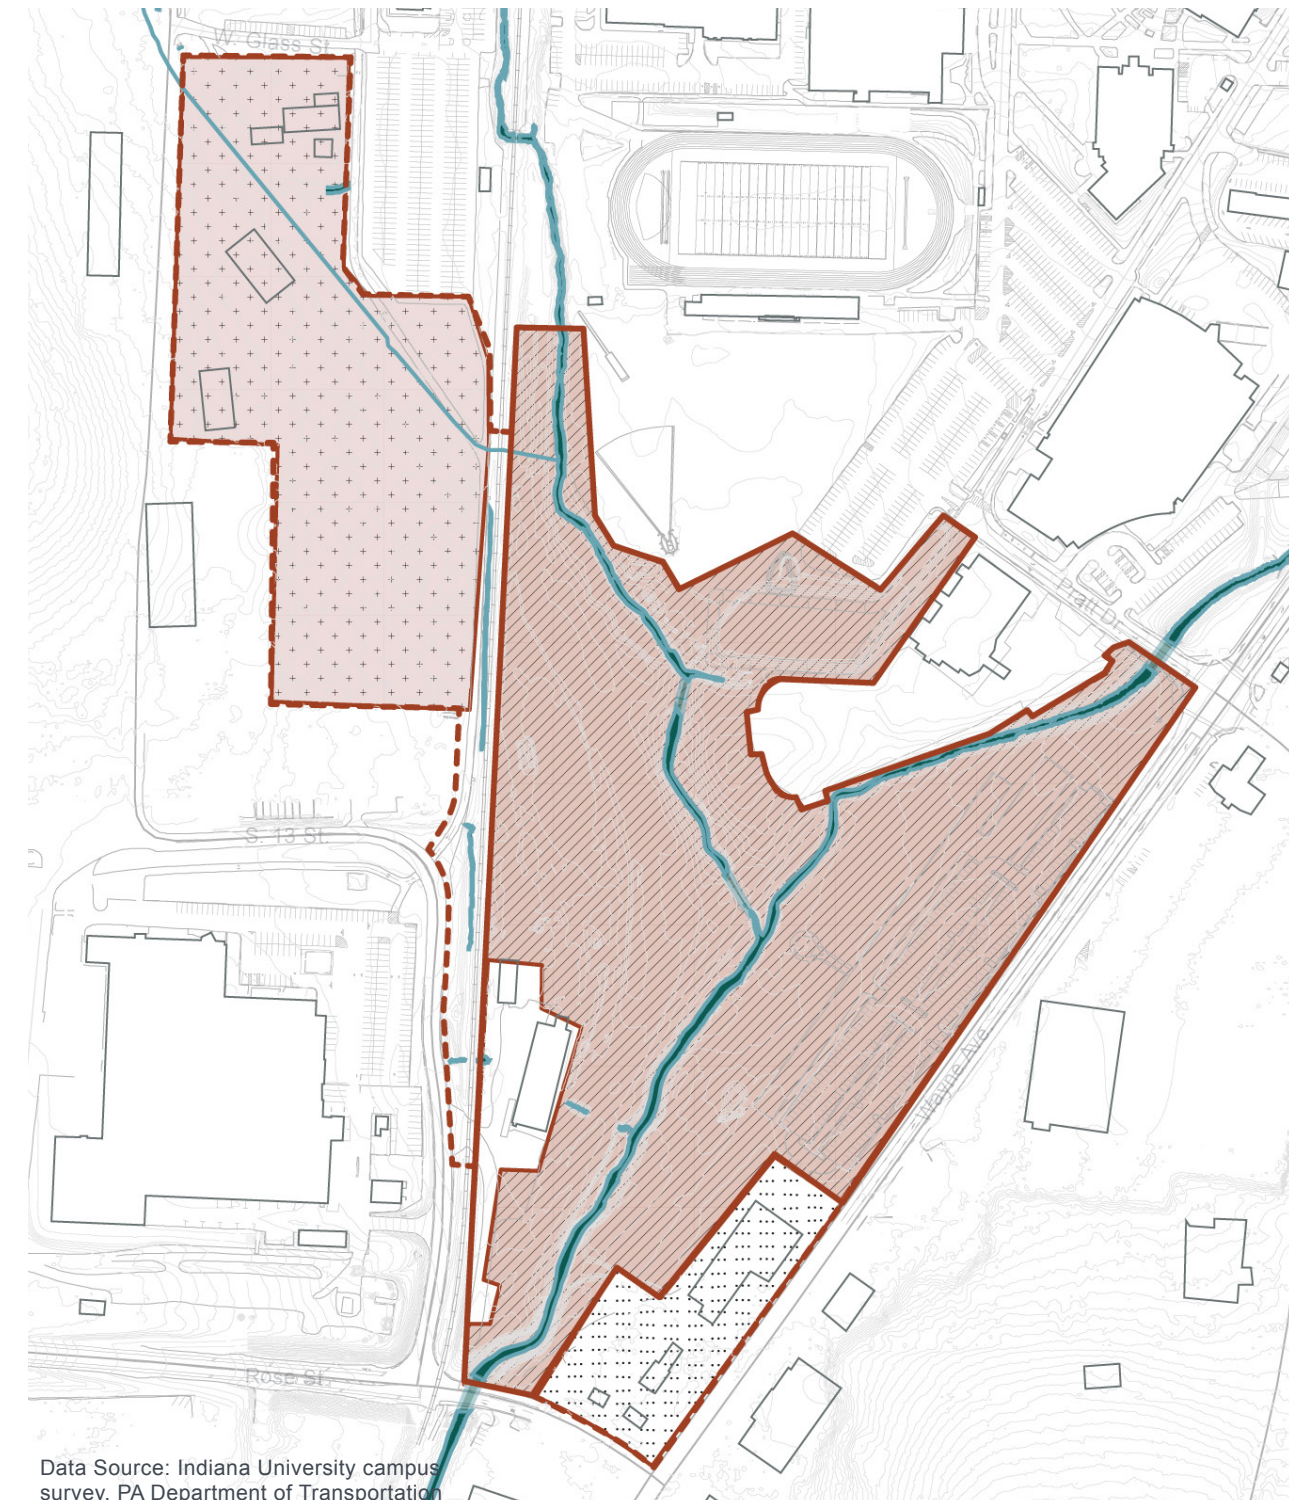 W. Glass St.
Pratt Dr.
S. 13 St.
Wayne Ave
Rose St.
Data Source: Indiana University campus
survey, PA Department of Transportation